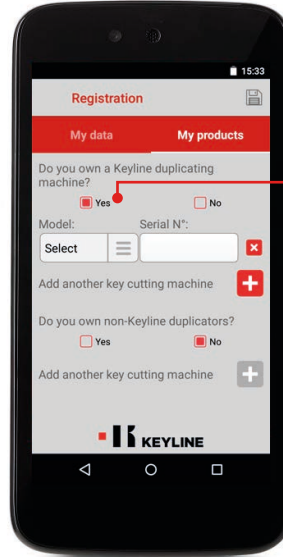 15:33
Registration
My data My products
Do you own a Keyline duplicating
machine?
Yes No
Model: Serial N°:
Select
Add another key cutting machine
Do you own non-Keyline duplicators?
Yes No
Add another key cutting machine
KEYLINE